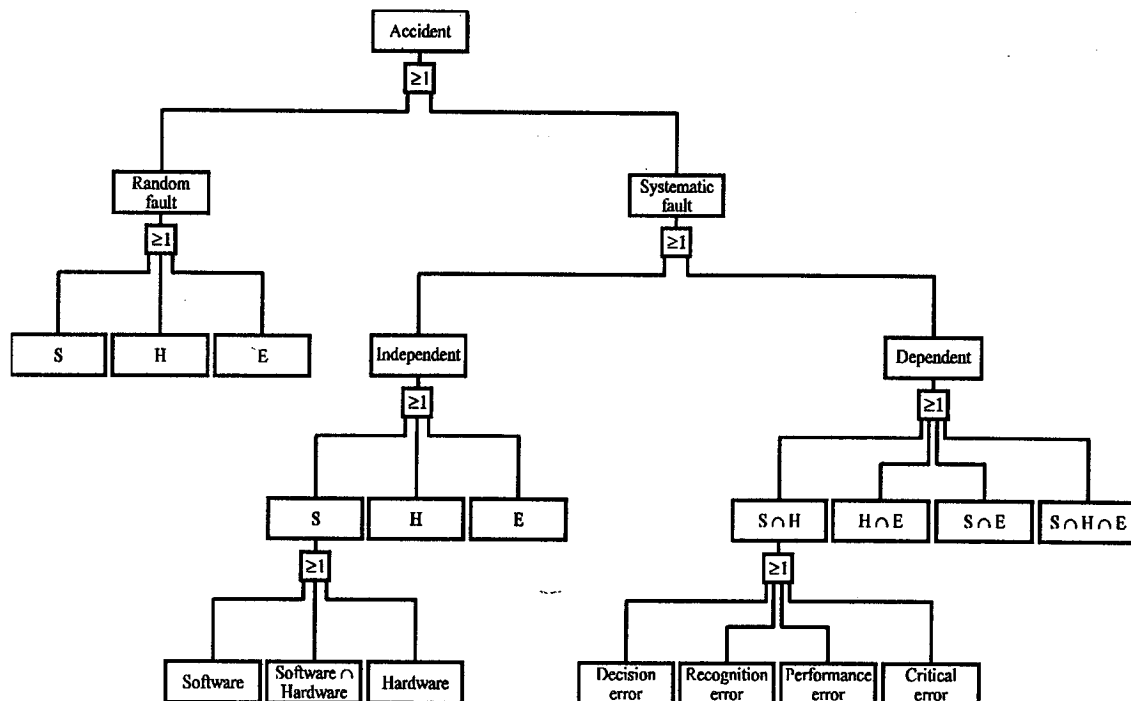 Accident
≥1
Random
fault
Systematic
fault
≥1
≥1
S
H
E
Independent
Dependent
≥1
≥1
S
H
E
S∩H
H∩E
S∩E
S∩H∩E
≥1
≥1
Software
Software ∩
Hardware
Hardware
Decision
error
Recognition
error
Performance
error
Critical
error